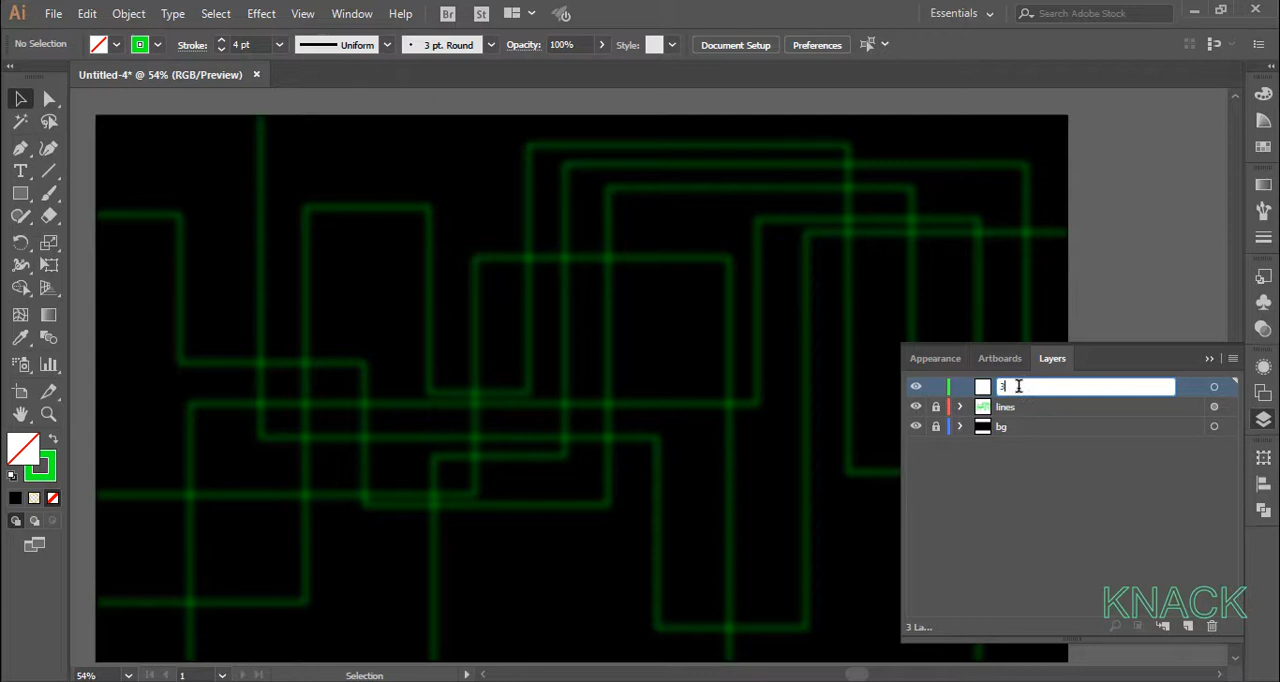 Ai File Edit Object Type Select Effect View Window Help Br St Essentials Search Adobe Stock
No Selection Stroke: 4 pt Uniform 3 pt. Round Opacity: 100% Style: Document Setup Preferences
Untitled-4* @ 54% (RGB/Preview)
Appearance Artboards Layers
3
lines
bg
KNACK
3 La...
54% 1 Selection